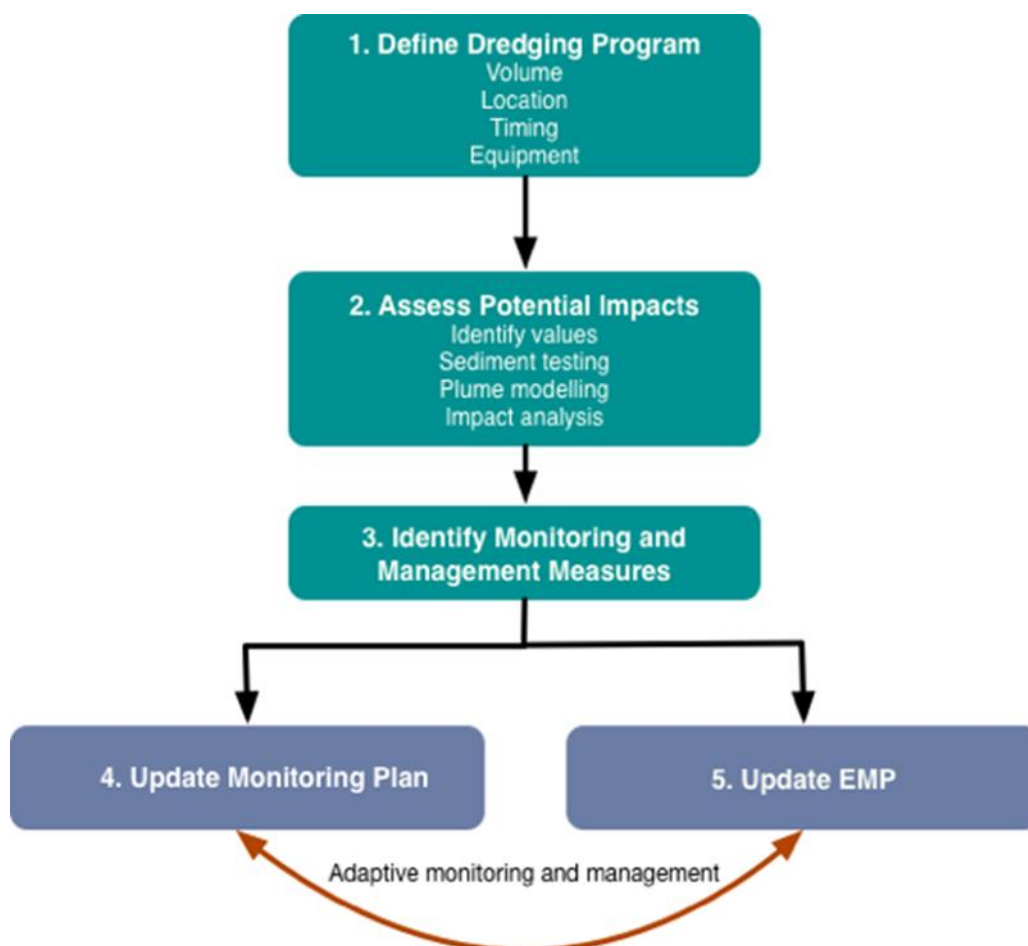 1. Define Dredging Program
Volume
Location
Timing
Equipment
2. Assess Potential Impacts
Identify values
Sediment testing
Plume modelling
Impact analysis
3. Identify Monitoring and
Management Measures
4. Update Monitoring Plan
5. Update EMP
Adaptive monitoring and management